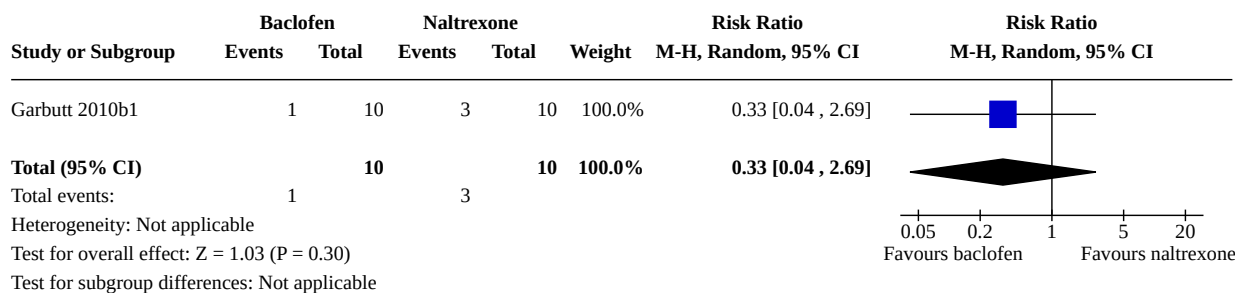 Baclofen Naltrexone Risk Ratio Risk Ratio
Study or Subgroup Events Total Events Total Weight M-H, Random, 95% CI M-H, Random, 95% CI
Garbutt 2010b1 1 10 3 10 100.0% 0.33 [0.04 , 2.69]
Total (95% CI) 10 10 100.0% 0.33 [0.04 , 2.69]
Total events: 1 3
Heterogeneity: Not applicable
0.05 0.2 1 5 20
Test for overall effect: Z = 1.03 (P = 0.30) Favours baclofen Favours naltrexone
Test for subgroup differences: Not applicable